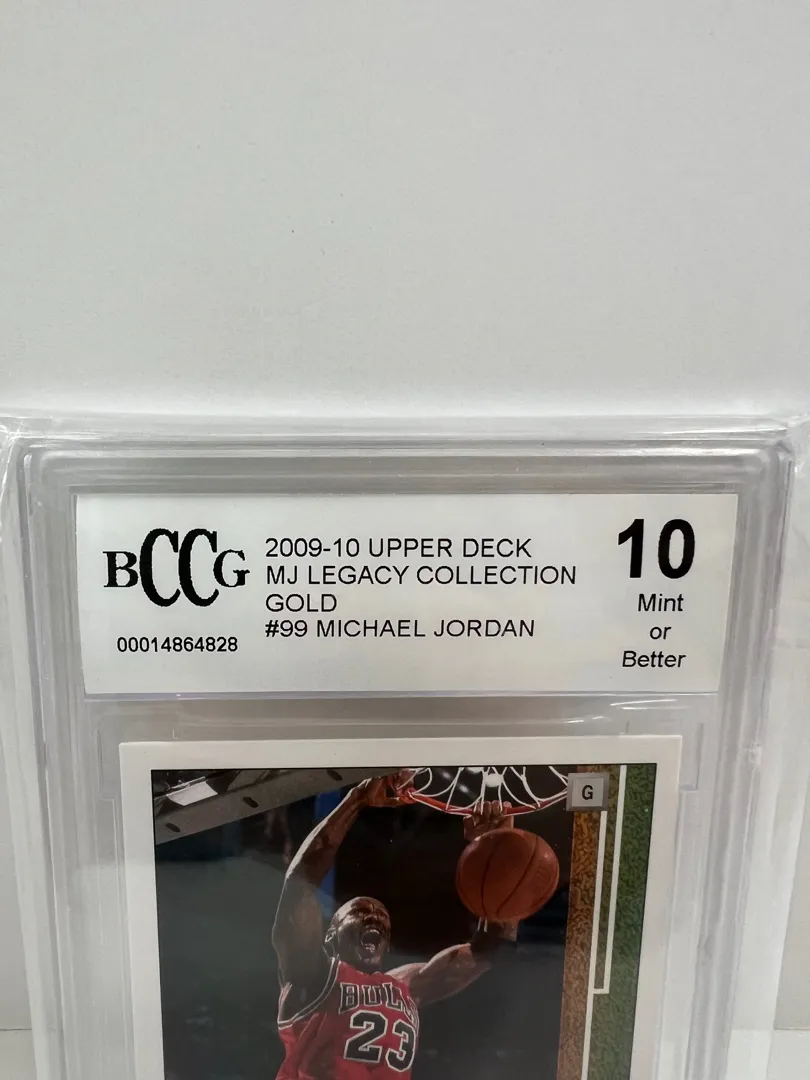 BCCG
00014864828
2009-10 UPPER DECK
MJ LEGACY COLLECTION
GOLD
#99 MICHAEL JORDAN
10
Mint
or
Better
G
BULLS
23